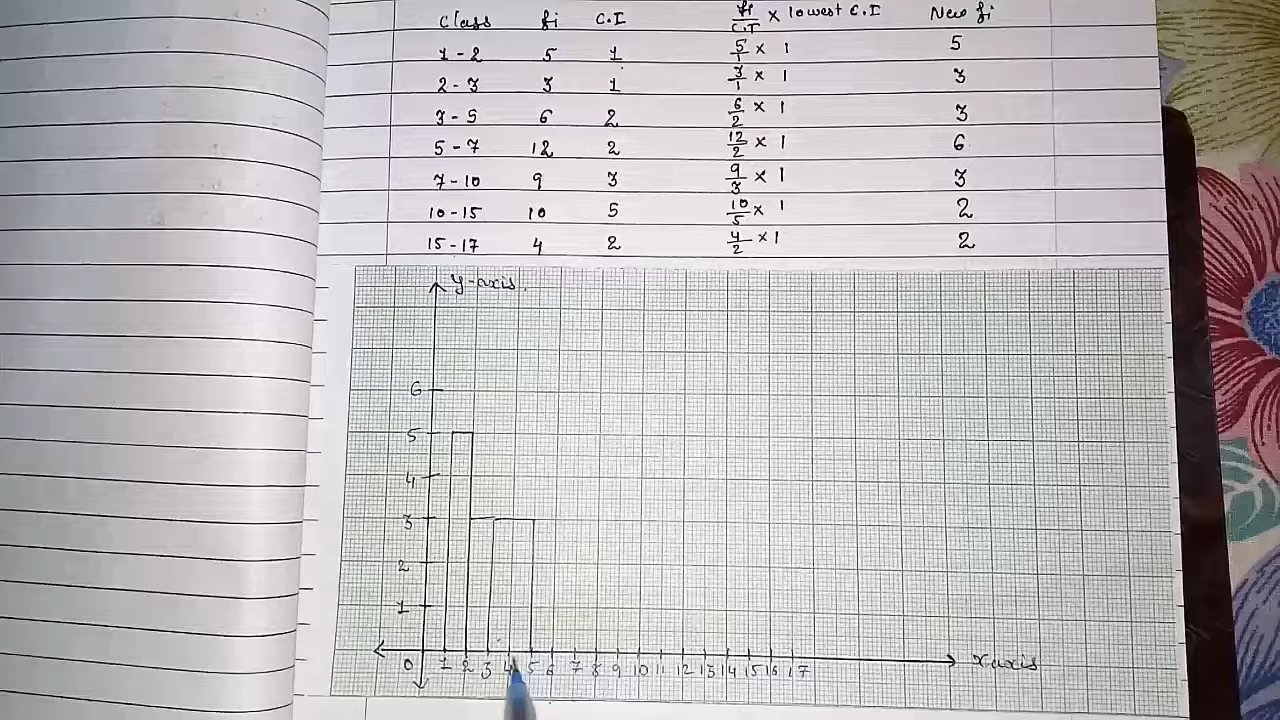 Class fi C.I fi/C.I × lowest C.I New fi
1 - 2 5 1 5/1 × 1 5
2 - 3 3 1 3/1 × 1 3
3 - 5 6 2 6/2 × 1 3
5 - 7 12 2 12/2 × 1 6
7 - 10 9 3 9/3 × 1 3
10 - 15 10 5 10/5 × 1 2
15 - 17 4 2 4/2 × 1 2
y-axis
6
5
4
3
2
1
0 1 2 3 4 5 6 7 8 9 10 11 12 13 14 15 16 17 x axis